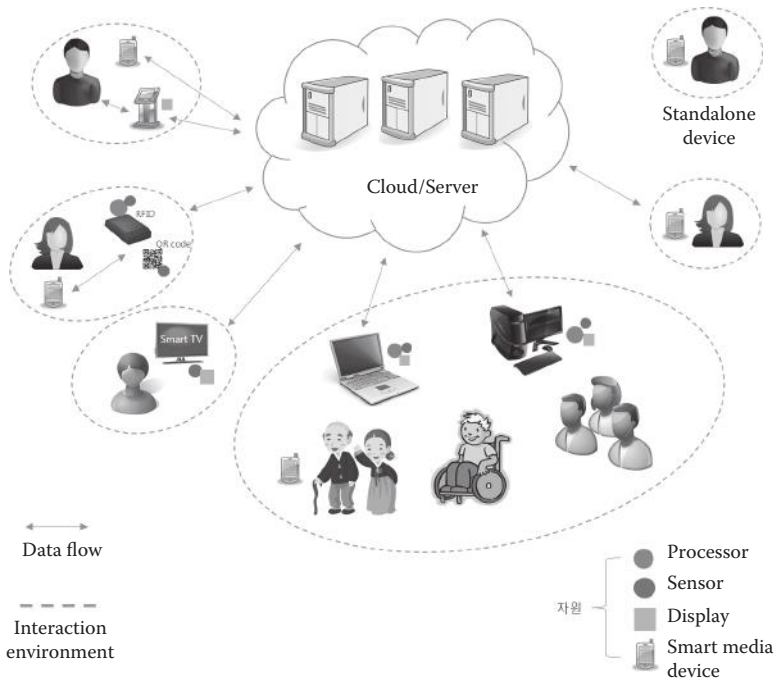 Cloud/Server
Standalone
device
RFID
QR code
Smart TV
Data flow
Interaction
environment
자원
Processor
Sensor
Display
Smart media
device